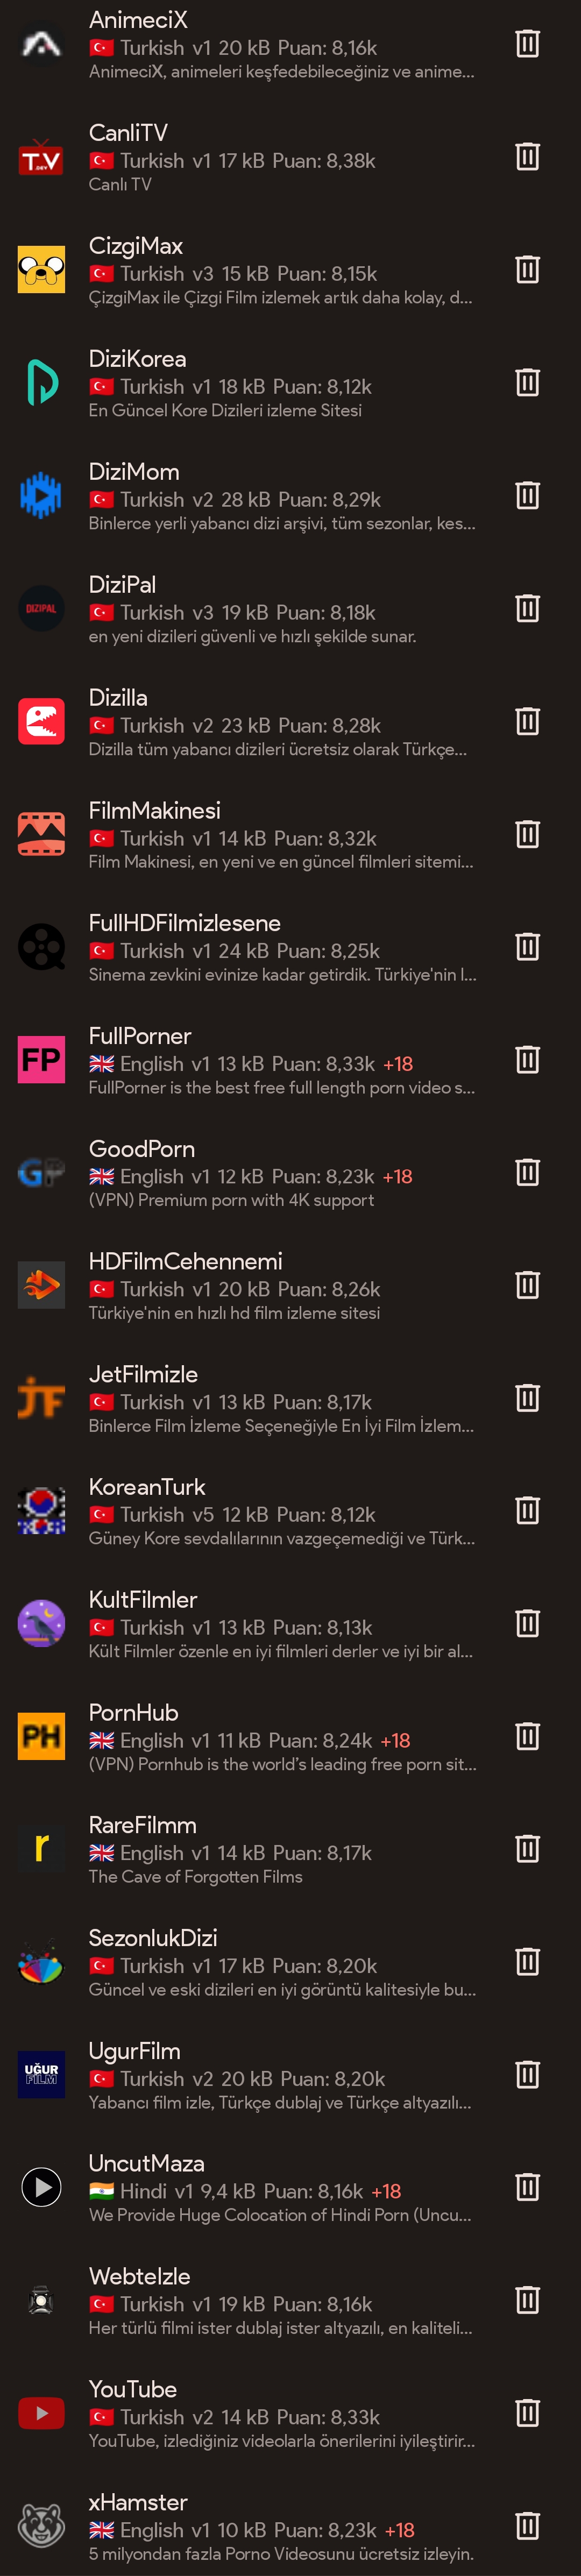 AnimeciX
Turkish v1 20 kB Puan: 8,16k
AnimeciX, animeleri keşfedebileceğiniz ve anime...
T.V
.DEV
CanliTV
Turkish v1 17 kB Puan: 8,38k
Canlı TV
CizgiMax
Turkish v3 15 kB Puan: 8,15k
ÇizgiMax ile Çizgi Film izlemek artık daha kolay, d...
DiziKorea
Turkish v1 18 kB Puan: 8,12k
En Güncel Kore Dizileri izleme Sitesi
DiziMom
Turkish v2 28 kB Puan: 8,29k
Binlerce yerli yabancı dizi arşivi, tüm sezonlar, kes...
DIZIPAL
DiziPal
Turkish v3 19 kB Puan: 8,18k
en yeni dizileri güvenli ve hızlı şekilde sunar.
Dizilla
Turkish v2 23 kB Puan: 8,28k
Dizilla tüm yabancı dizileri ücretsiz olarak Türkçe...
FilmMakinesi
Turkish v1 14 kB Puan: 8,32k
Film Makinesi, en yeni ve en güncel filmleri sitemi...
FullHDFilmizlesene
Turkish v1 24 kB Puan: 8,25k
Sinema zevkini evinize kadar getirdik. Türkiye'nin l...
FP
FullPorner
English v1 13 kB Puan: 8,33k +18
FullPorner is the best free full length porn video s...
GP
GoodPorn
English v1 12 kB Puan: 8,23k +18
(VPN) Premium porn with 4K support
HDFilmCehennemi
Turkish v1 20 kB Puan: 8,26k
Türkiye'nin en hızlı hd film izleme sitesi
JF
JetFilmizle
Turkish v1 13 kB Puan: 8,17k
Binlerce Film İzleme Seçeneğiyle En İyi Film İzlem...
KoreanTurk
Turkish v5 12 kB Puan: 8,12k
Güney Kore sevdalılarının vazgeçemediği ve Türk...
KultFilmler
Turkish v1 13 kB Puan: 8,13k
Kült Filmler özenle en iyi filmleri derler ve iyi bir al...
PH
PornHub
English v1 11 kB Puan: 8,24k +18
(VPN) Pornhub is the world's leading free porn sit...
r
RareFilmm
English v1 14 kB Puan: 8,17k
The Cave of Forgotten Films
SezonlukDizi
Turkish v1 17 kB Puan: 8,20k
Güncel ve eski dizileri en iyi görüntü kalitesiyle bu...
UĞUR
FILM
UgurFilm
Turkish v2 20 kB Puan: 8,20k
Yabancı film izle, Türkçe dublaj ve Türkçe altyazılı...
UncutMaza
Hindi v1 9,4 kB Puan: 8,16k +18
We Provide Huge Colocation of Hindi Porn (Uncu...
WebteIzle
Turkish v1 19 kB Puan: 8,16k
Her türlü filmi ister dublaj ister altyazılı, en kaliteli...
YouTube
Turkish v2 14 kB Puan: 8,33k
YouTube, izlediğiniz videolarla önerilerini iyileştirir...
xHamster
English v1 10 kB Puan: 8,23k +18
5 milyondan fazla Porno Videosunu ücretsiz izleyin.